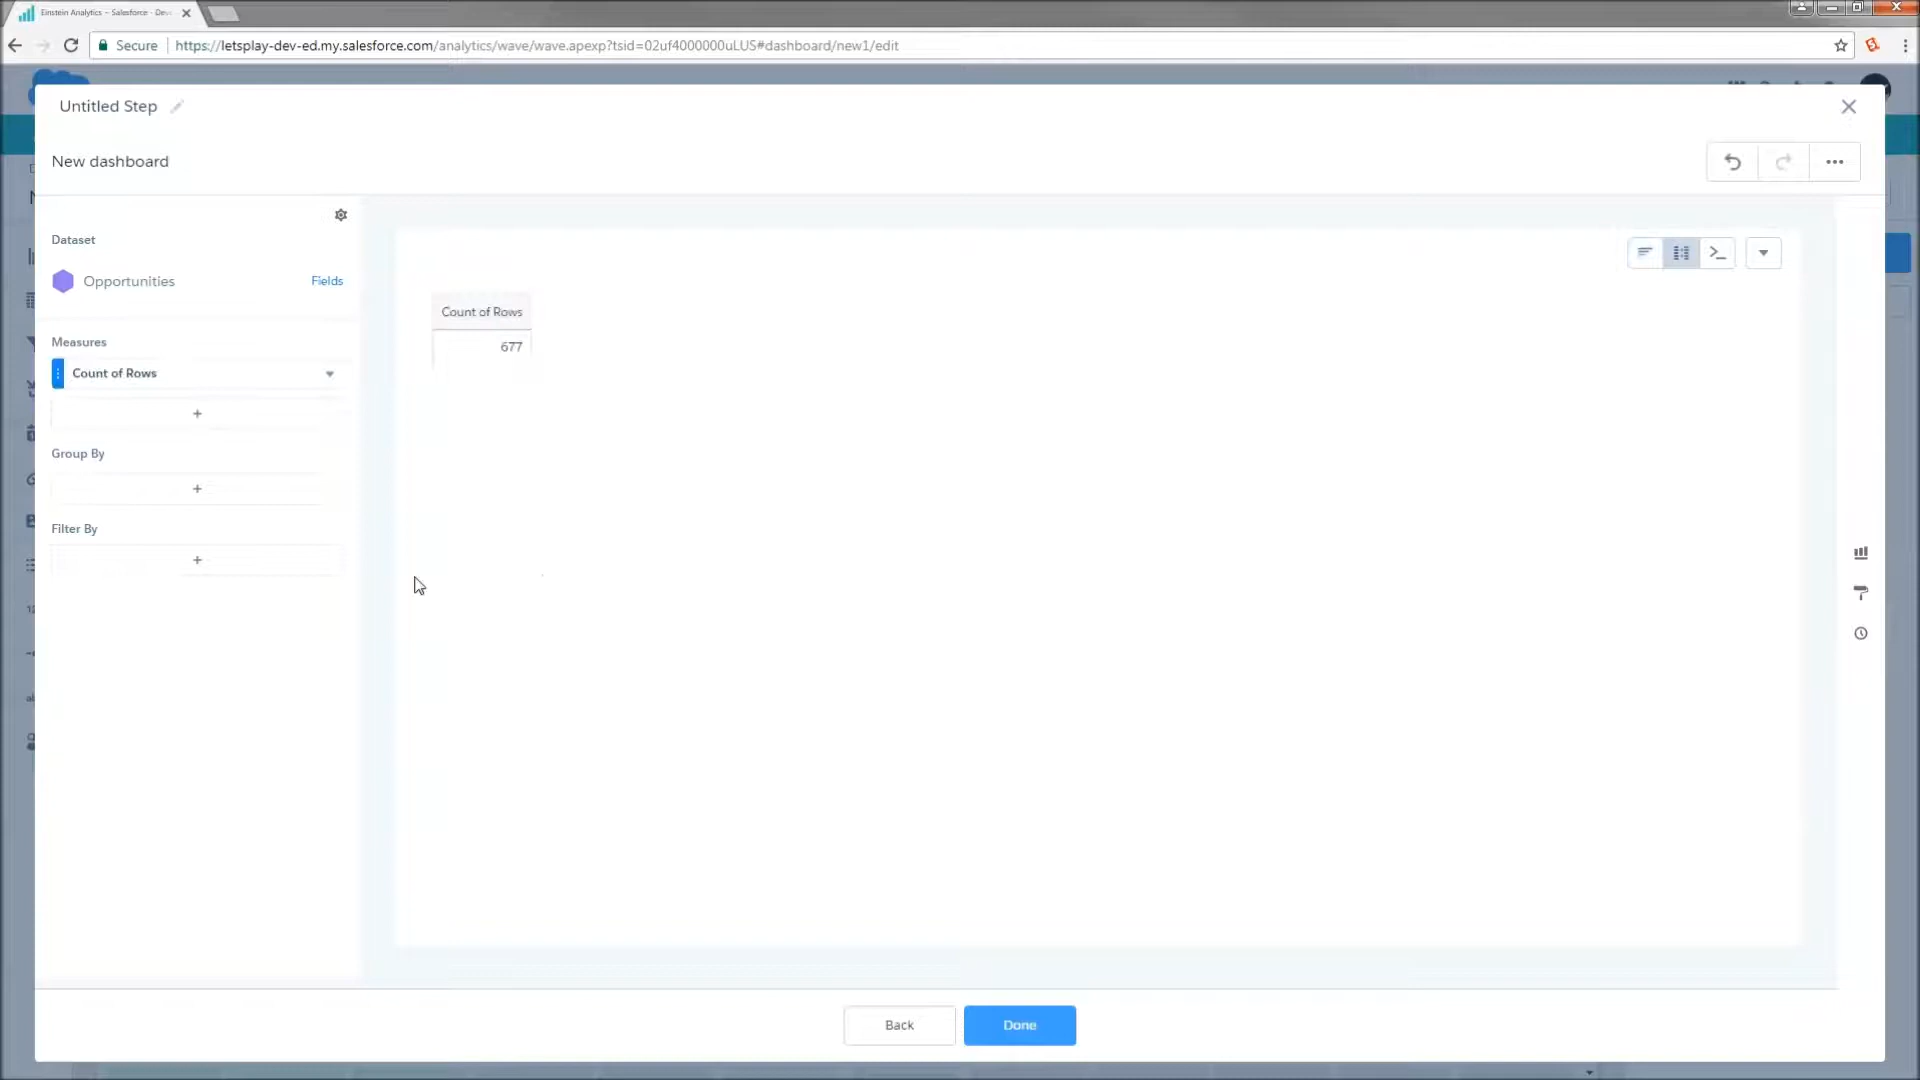 Einstein Analytics – Salesforce - Dev
Secure
https://letsplay-dev-ed.my.salesforce.com/analytics/wave/wave.apexp?tsid=02uf4000000uLUS#dashboard/new1/edit
Untitled Step
New dashboard
Dataset
Opportunities
Fields
Measures
Count of Rows
+
Group By
+
Filter By
+
Count of Rows
677
Back
Done